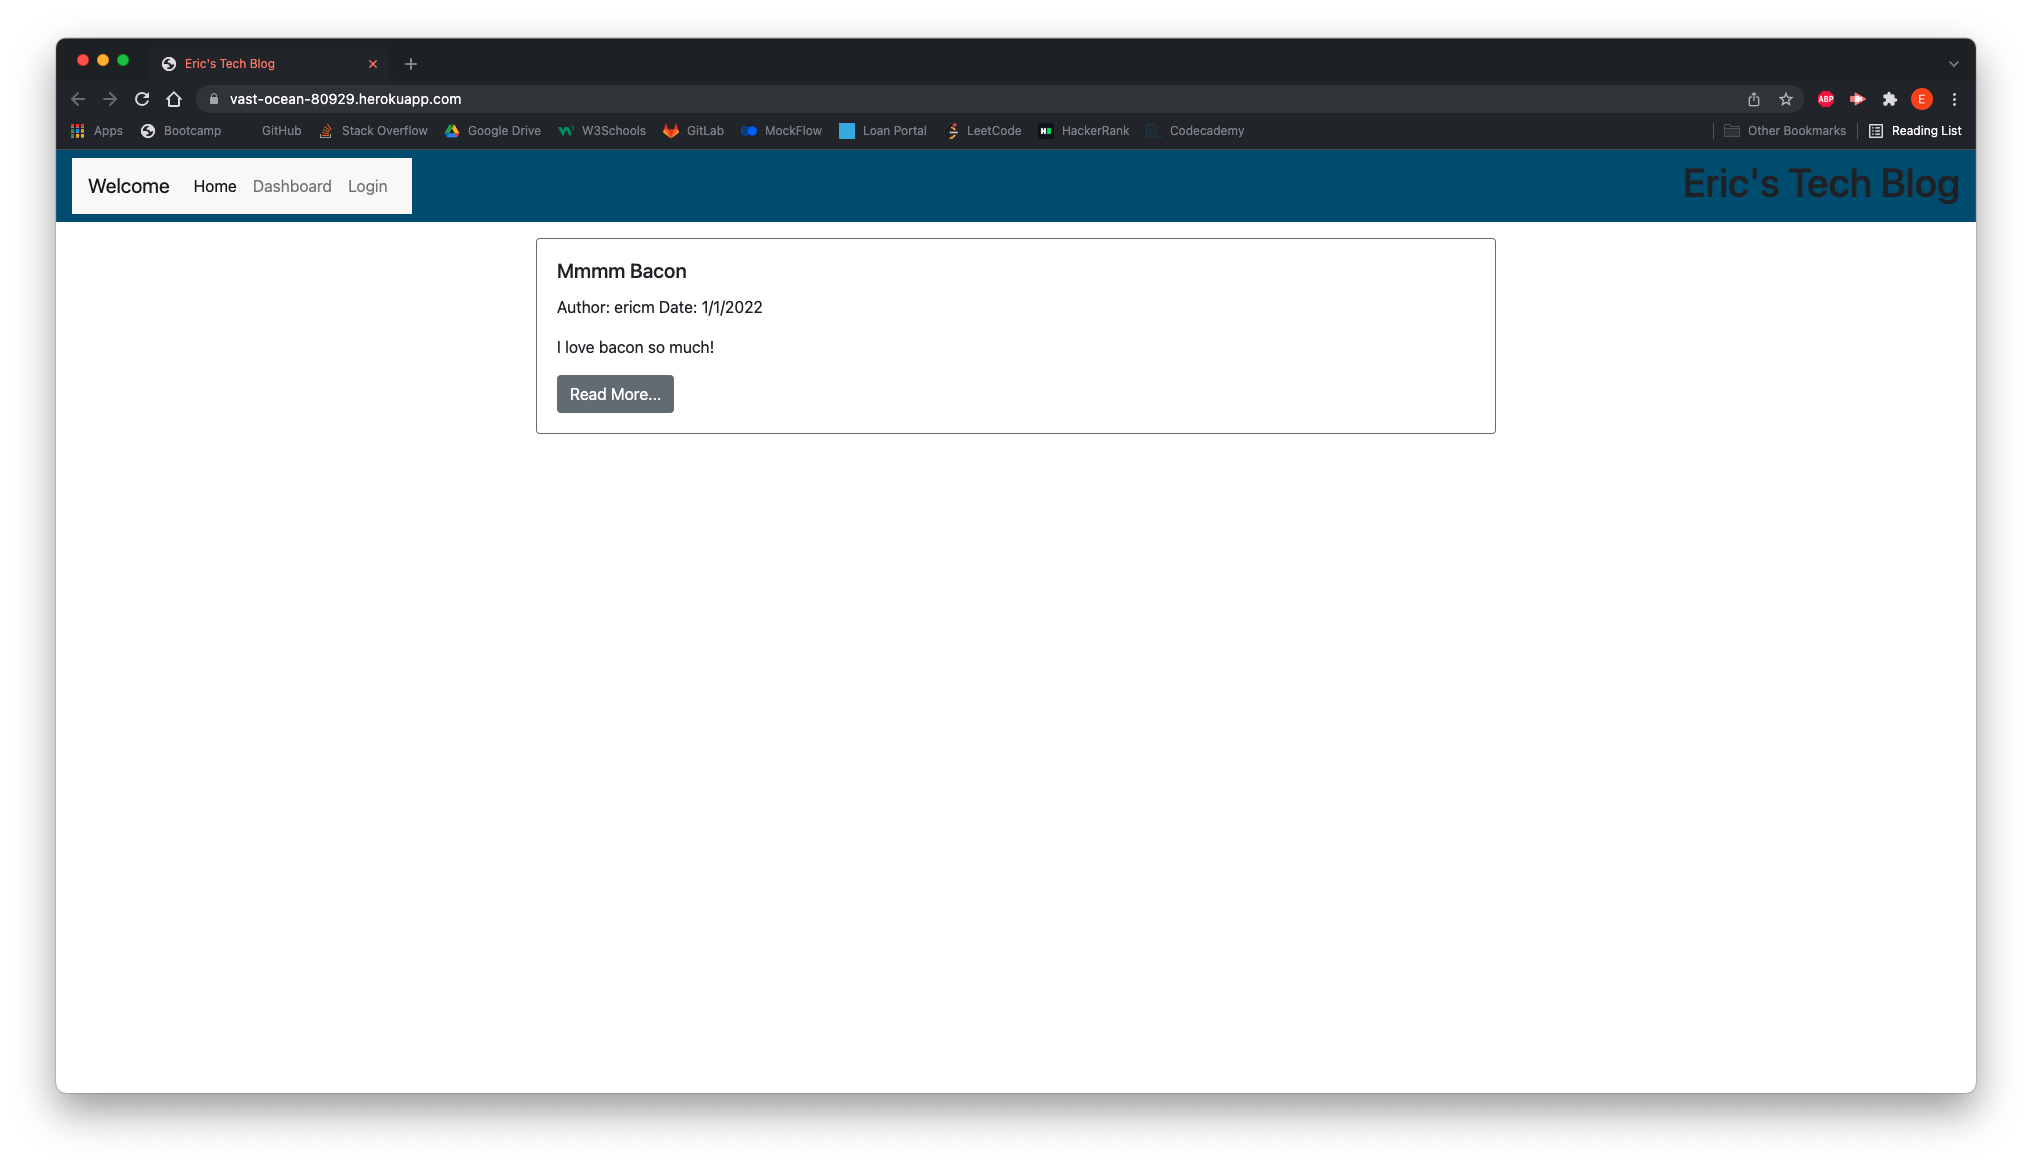 Eric's Tech Blog
vast-ocean-80929.herokuapp.com ABP E
Apps Bootcamp GitHub Stack Overflow Google Drive W3Schools GitLab MockFlow Loan Portal LeetCode HackerRank Codecademy Other Bookmarks Reading List
Welcome Home Dashboard Login Eric's Tech Blog
Mmmm Bacon
Author: ericm Date: 1/1/2022
I love bacon so much!
Read More...